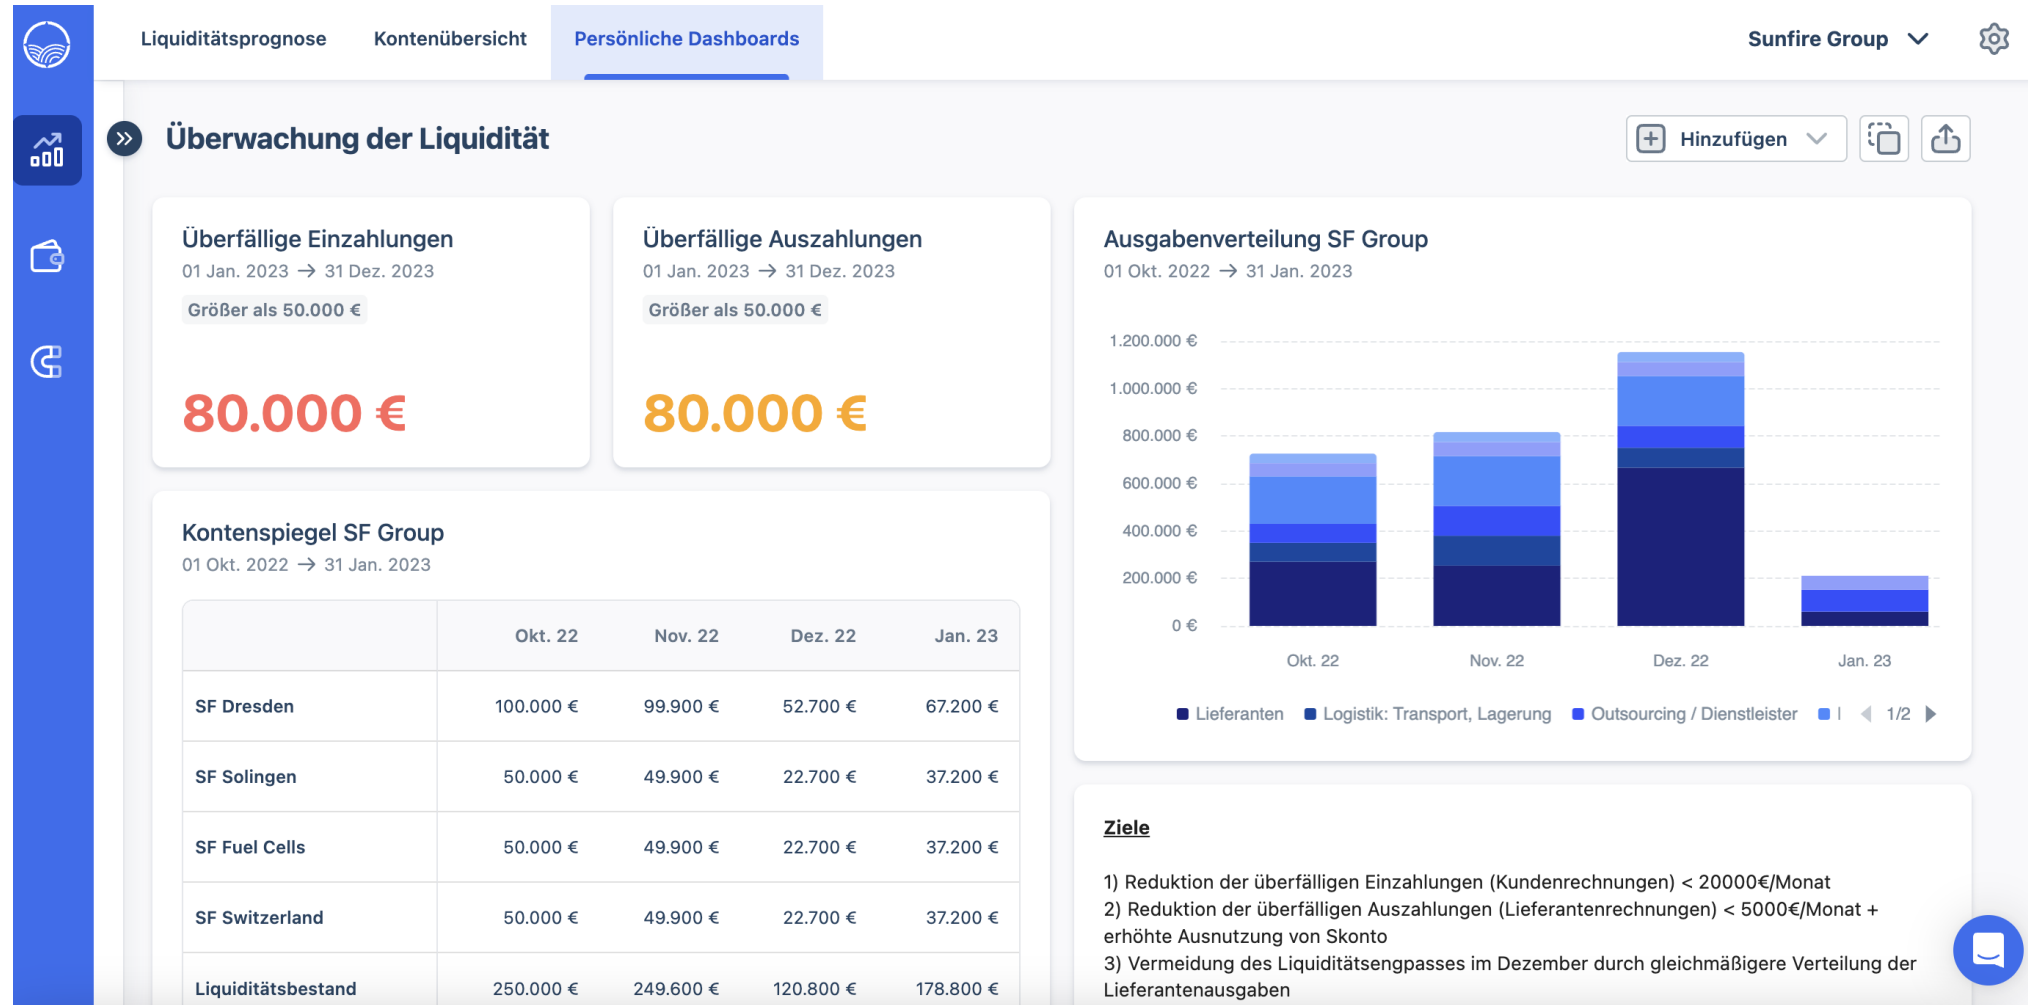 Liquiditätsprognose
Kontenübersicht
Persönliche Dashboards
Sunfire Group
Überwachung der Liquidität
Hinzufügen
Überfällige Einzahlungen
01 Jan. 2023 → 31 Dez. 2023
Größer als 50.000 €
80.000 €
Überfällige Auszahlungen
01 Jan. 2023 → 31 Dez. 2023
Größer als 50.000 €
80.000 €
Ausgabenverteilung SF Group
01 Okt. 2022 → 31 Jan. 2023
1.200.000 €
1.000.000 €
800.000 €
600.000 €
400.000 €
200.000 €
0 €
Okt. 22 Nov. 22 Dez. 22 Jan. 23
Lieferanten Logistik: Transport, Lagerung Outsourcing / Dienstleister 1/2
Kontenspiegel SF Group
01 Okt. 2022 → 31 Jan. 2023
Okt. 22 Nov. 22 Dez. 22 Jan. 23
SF Dresden 100.000 € 99.900 € 52.700 € 67.200 €
SF Solingen 50.000 € 49.900 € 22.700 € 37.200 €
SF Fuel Cells 50.000 € 49.900 € 22.700 € 37.200 €
SF Switzerland 50.000 € 49.900 € 22.700 € 37.200 €
Liquiditätsbestand 250.000 € 249.600 € 120.800 € 178.800 €
Ziele
1) Reduktion der überfälligen Einzahlungen (Kundenrechnungen) < 20000€/Monat
2) Reduktion der überfälligen Auszahlungen (Lieferantenrechnungen) < 5000€/Monat +
erhöhte Ausnutzung von Skonto
3) Vermeidung des Liquiditätsengpasses im Dezember durch gleichmäßigere Verteilung der
Lieferantenausgaben